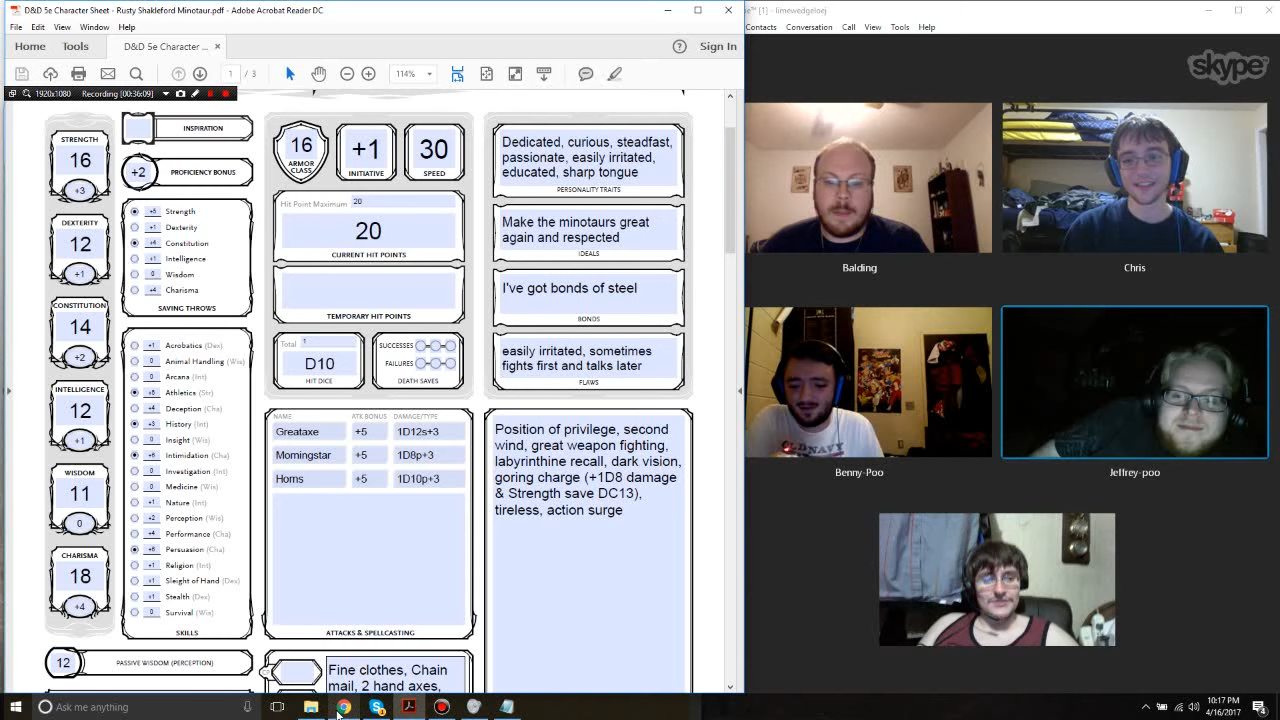 D&D 5e Character Sheet - Rusty Shakleford Minotaur.pdf - Adobe Acrobat Reader DC
File Edit View Window Help
Home Tools D&D 5e Character ... × Sign In
1 / 3 114%
1920x1080 Recording [00:36:09]
[1] - limewedgeloej
Contacts Conversation Call View Tools Help
skype™
STRENGTH
16
+3
DEXTERITY
12
+1
CONSTITUTION
14
+2
INTELLIGENCE
12
+1
WISDOM
11
0
CHARISMA
18
+4
INSPIRATION
+2 PROFICIENCY BONUS
Strength
+1 Dexterity
+4 Constitution
+1 Intelligence
0 Wisdom
+4 Charisma
SAVING THROWS
+1 Acrobatics (Dex)
0 Animal Handling (Wis)
Arcana (Int)
Athletics (Str)
+4 Deception (Cha)
+3 History (Int)
0 Insight (Wis)
+6 Intimidation (Cha)
Investigation (Int)
0 Medicine (Wis)
+1 Nature (Int)
+2 Perception (Wis)
+4 Performance (Cha)
+6 Persuasion (Cha)
+1 Religion (Int)
+1 Sleight of Hand (Dex)
+1 Stealth (Dex)
0 Survival (Wis)
SKILLS
12 PASSIVE WISDOM (PERCEPTION)
16
ARMOR
CLASS
+1
INITIATIVE
30
SPEED
Hit Point Maximum 20
20
CURRENT HIT POINTS
TEMPORARY HIT POINTS
Total 1
D10
HIT DICE
SUCCESSES
FAILURES
DEATH SAVES
NAME ATK BONUS DAMAGE/TYPE
Greataxe +5 1D12s+3
Morningstar +5 1D8p+3
Horns +5 1D10p+3
ATTACKS & SPELLCASTING
Fine clothes, Chain
mail, 2 hand axes,
Dedicated, curious, steadfast,
passionate, easily irritated,
educated, sharp tongue
PERSONALITY TRAITS
Make the minotaurs great
again and respected
IDEALS
I've got bonds of steel
BONDS
easily irritated, sometimes
fights first and talks later
FLAWS
Position of privilege, second
wind, great weapon fighting,
labyrinthine recall, dark vision,
goring charge (+1D8 damage
& Strength save DC13),
tireless, action surge
Balding
Chris
OLDNAVY
Benny-Poo
Jeffrey-poo
Ask me anything
10:17 PM
4/16/2017
4